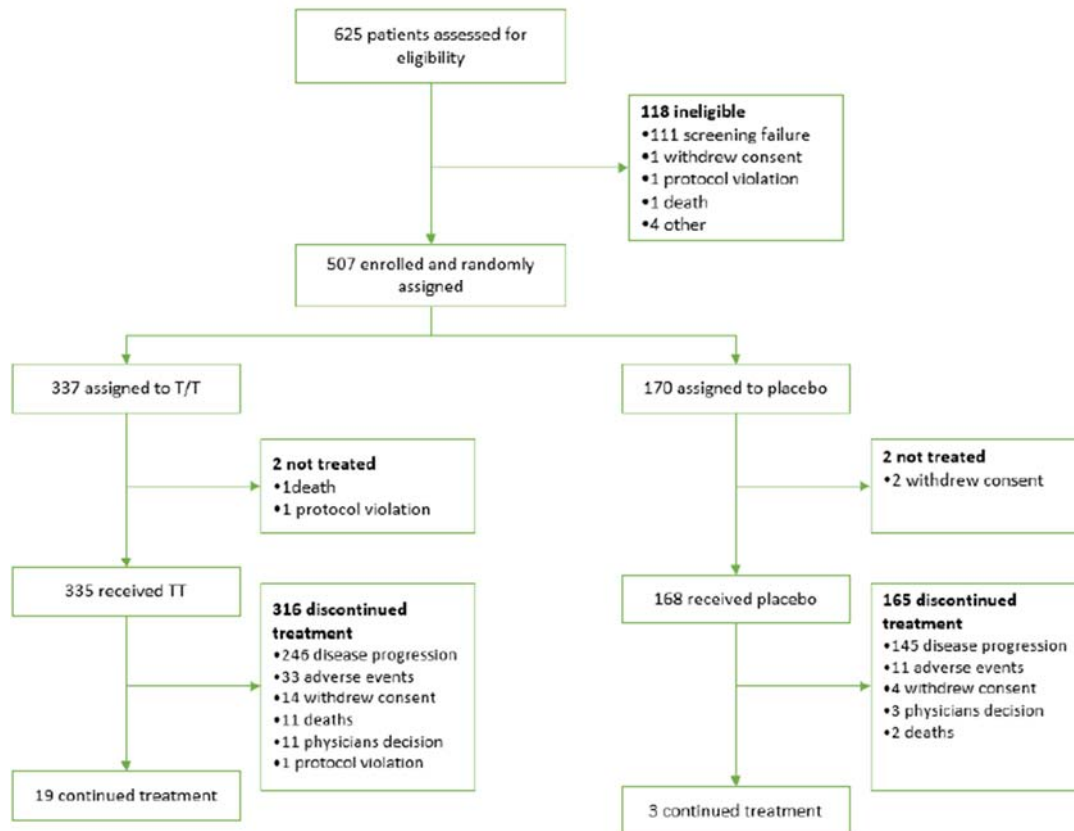 625 patients assessed for
eligibility
118 ineligible
•111 screening failure
•1 withdrew consent
•1 protocol violation
•1 death
•4 other
507 enrolled and randomly
assigned
337 assigned to T/T
170 assigned to placebo
2 not treated
•1death
•1 protocol violation
2 not treated
•2 withdrew consent
335 received TT
168 received placebo
316 discontinued
treatment
•246 disease progression
•33 adverse events
•14 withdrew consent
•11 deaths
•11 physicians decision
•1 protocol violation
165 discontinued
treatment
•145 disease progression
•11 adverse events
•4 withdrew consent
•3 physicians decision
•2 deaths
19 continued treatment
3 continued treatment